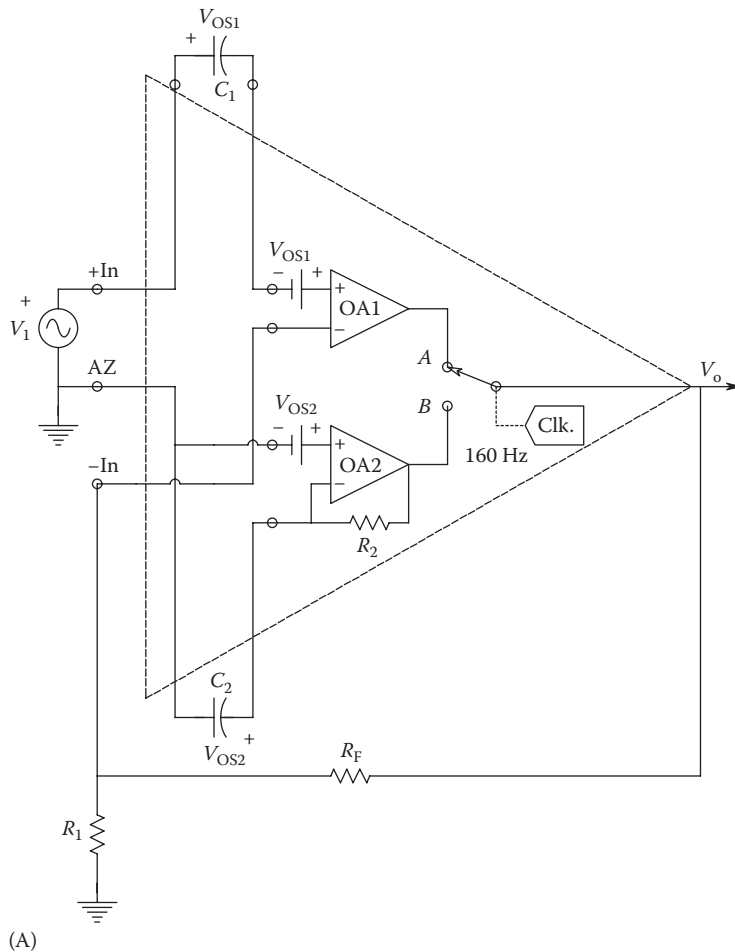 V_OS1
+
C_1
V_OS1
− +
+In
+
OA1
−
+
V_1
A
V_o
AZ
B
V_OS2
− +
Clk.
+
OA2
−
160 Hz
−In
R_2
C_2
V_OS2 +
R_F
R_1
(A)